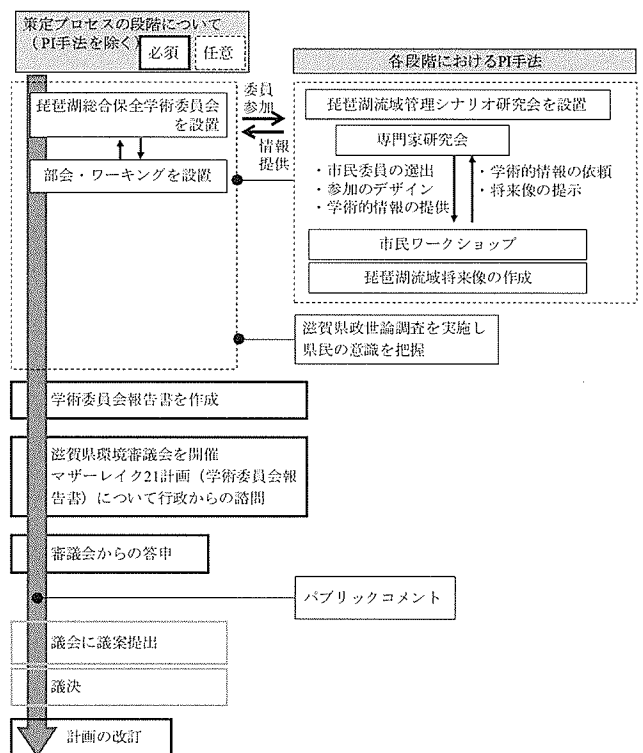 策定プロセスの段階について
(PI手法を除く)
必須
任意
各段階におけるPI手法
琵琶湖総合保全学術委員会
を設置
部会・ワーキングを設置
委員
参加
情報
提供
琵琶湖流域管理シナリオ研究会を設置
専門家研究会
・市民委員の選出
・参加のデザイン
・学術的情報の提供
・学術的情報の依頼
・将来像の提示
市民ワークショップ
琵琶湖流域将来像の作成
滋賀県政世論調査を実施し
県民の意識を把握
学術委員会報告書を作成
滋賀県環境審議会を開催
マザーレイク21計画(学術委員会報
告書)について行政からの諮問
審議会からの答申
パブリックコメント
議会に議案提出
議決
計画の改訂